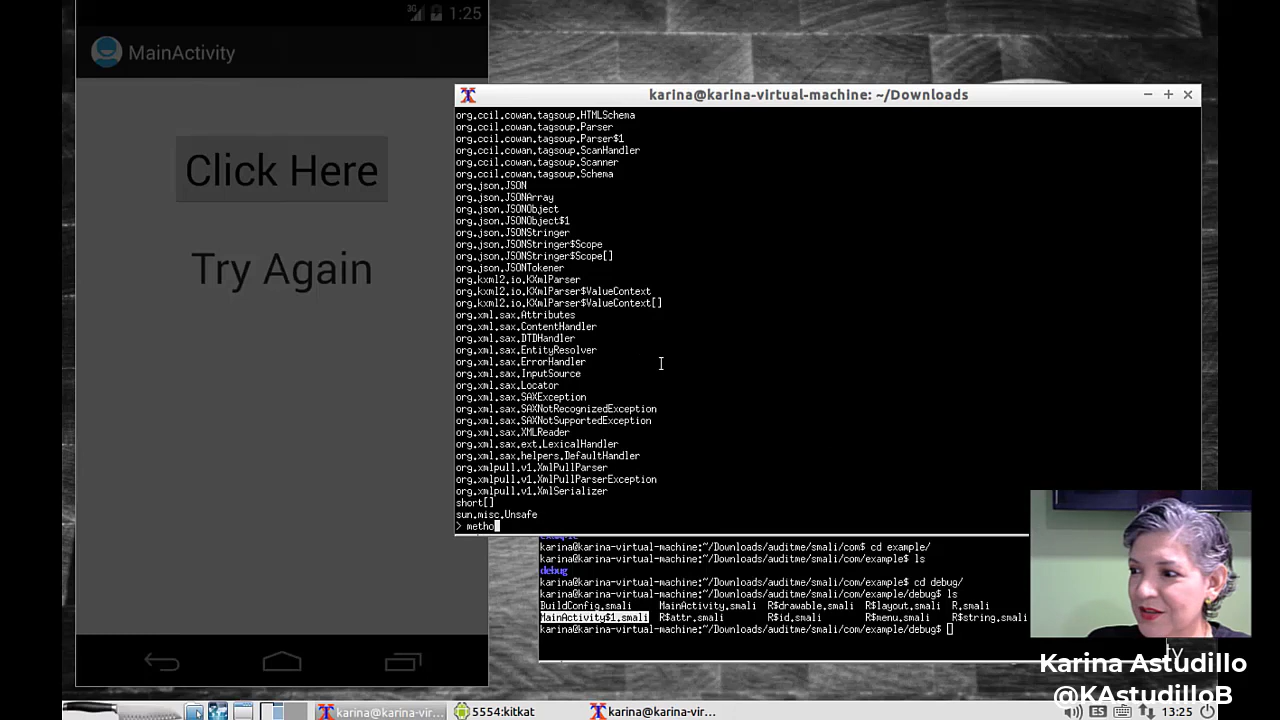 3G 1:25
MainActivity
Click Here
Try Again
karina@karina-virtual-machine: ~/Downloads
org.ccil.cowan.tagsoup.HTMLSchema
org.ccil.cowan.tagsoup.Parser
org.ccil.cowan.tagsoup.Parser$1
org.ccil.cowan.tagsoup.ScanHandler
org.ccil.cowan.tagsoup.Scanner
org.ccil.cowan.tagsoup.Schema
org.json.JSON
org.json.JSONArray
org.json.JSONObject
org.json.JSONObject$1
org.json.JSONStringer
org.json.JSONStringer$Scope
org.json.JSONStringer$Scope[]
org.json.JSONTokener
org.kxml2.io.KXmlParser
org.kxml2.io.KXmlParser$ValueContext
org.kxml2.io.KXmlParser$ValueContext[]
org.xml.sax.Attributes
org.xml.sax.ContentHandler
org.xml.sax.DTDHandler
org.xml.sax.EntityResolver
org.xml.sax.ErrorHandler
org.xml.sax.InputSource
org.xml.sax.Locator
org.xml.sax.SAXException
org.xml.sax.SAXNotRecognizedException
org.xml.sax.SAXNotSupportedException
org.xml.sax.XMLReader
org.xml.sax.ext.LexicalHandler
org.xml.sax.helpers.DefaultHandler
org.xmlpull.v1.XmlPullParser
org.xmlpull.v1.XmlPullParserException
org.xmlpull.v1.XmlSerializer
short[]
sun.misc.Unsafe
> metho
karina@karina-virtual-machine:~/Downloads/auditme/smali/com$ cd example/
karina@karina-virtual-machine:~/Downloads/auditme/smali/com/example$ ls
debug
karina@karina-virtual-machine:~/Downloads/auditme/smali/com/example$ cd debug/
karina@karina-virtual-machine:~/Downloads/auditme/smali/com/example/debug$ ls
BuildConfig.smali MainActivity.smali R$drawable.smali R$layout.smali R.smali
MainActivity$1.smali R$attr.smali R$id.smali R$menu.smali R$string.smali
karina@karina-virtual-machine:~/Downloads/auditme/smali/com/example/debug$
Karina Astudillo
@KAstudilloB
karina@karina-vir... 5554:kitkat karina@karina-vir... ES 13:25